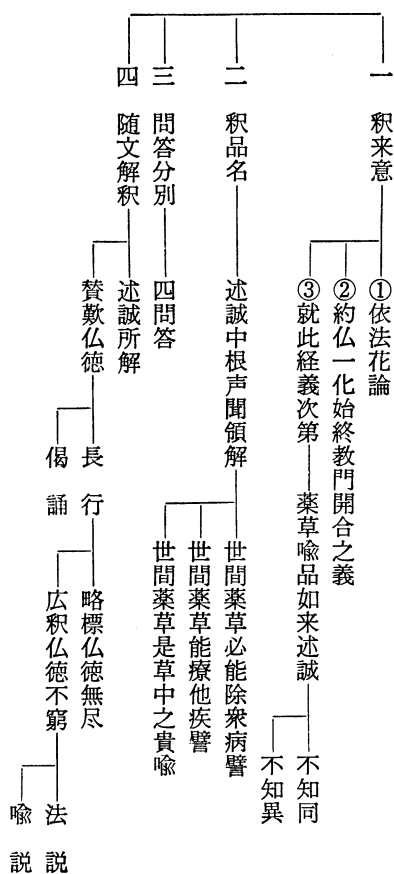 一　釈来意
①依法花論
②約仏一化始終教門開合之義
③就此経義次第
薬草喩品如来述誠
不知同
不知異
二　釈品名
述誠中根声聞領解
世間薬草必能除衆病譬
世間薬草能療他疾譬
世間薬草是草中之貴喩
三　問答分別
四問答
四　随文解釈
述誠所解
賛歎仏徳
長　行
略標仏徳無尽
広釈仏徳不窮
法　説
喩　説
偈　誦